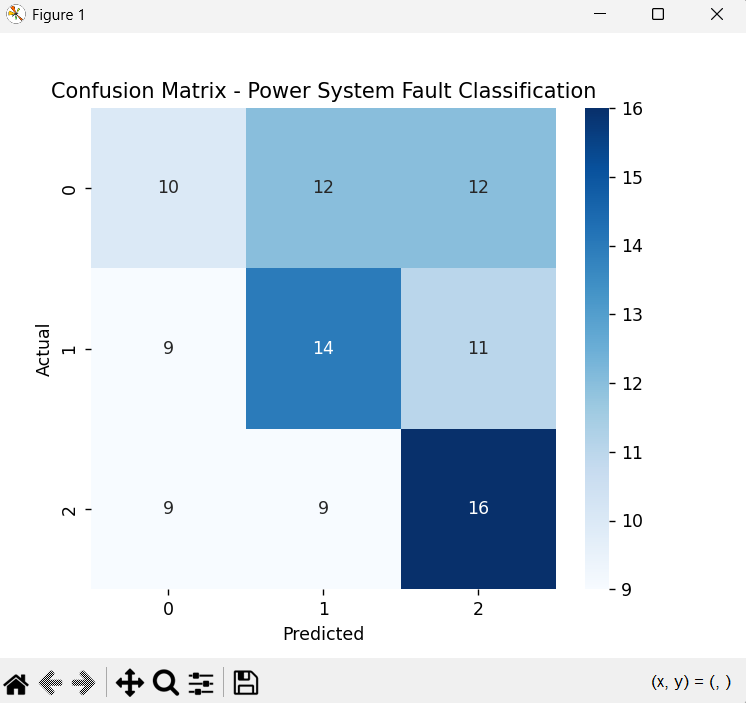 Figure 1
Confusion Matrix - Power System Fault Classification
16
10 12 12
0
15
14
Actual
1
9 14 11
13
12
11
2
9 9 16
10
9
0 1 2
Predicted
(x, y) = (, )